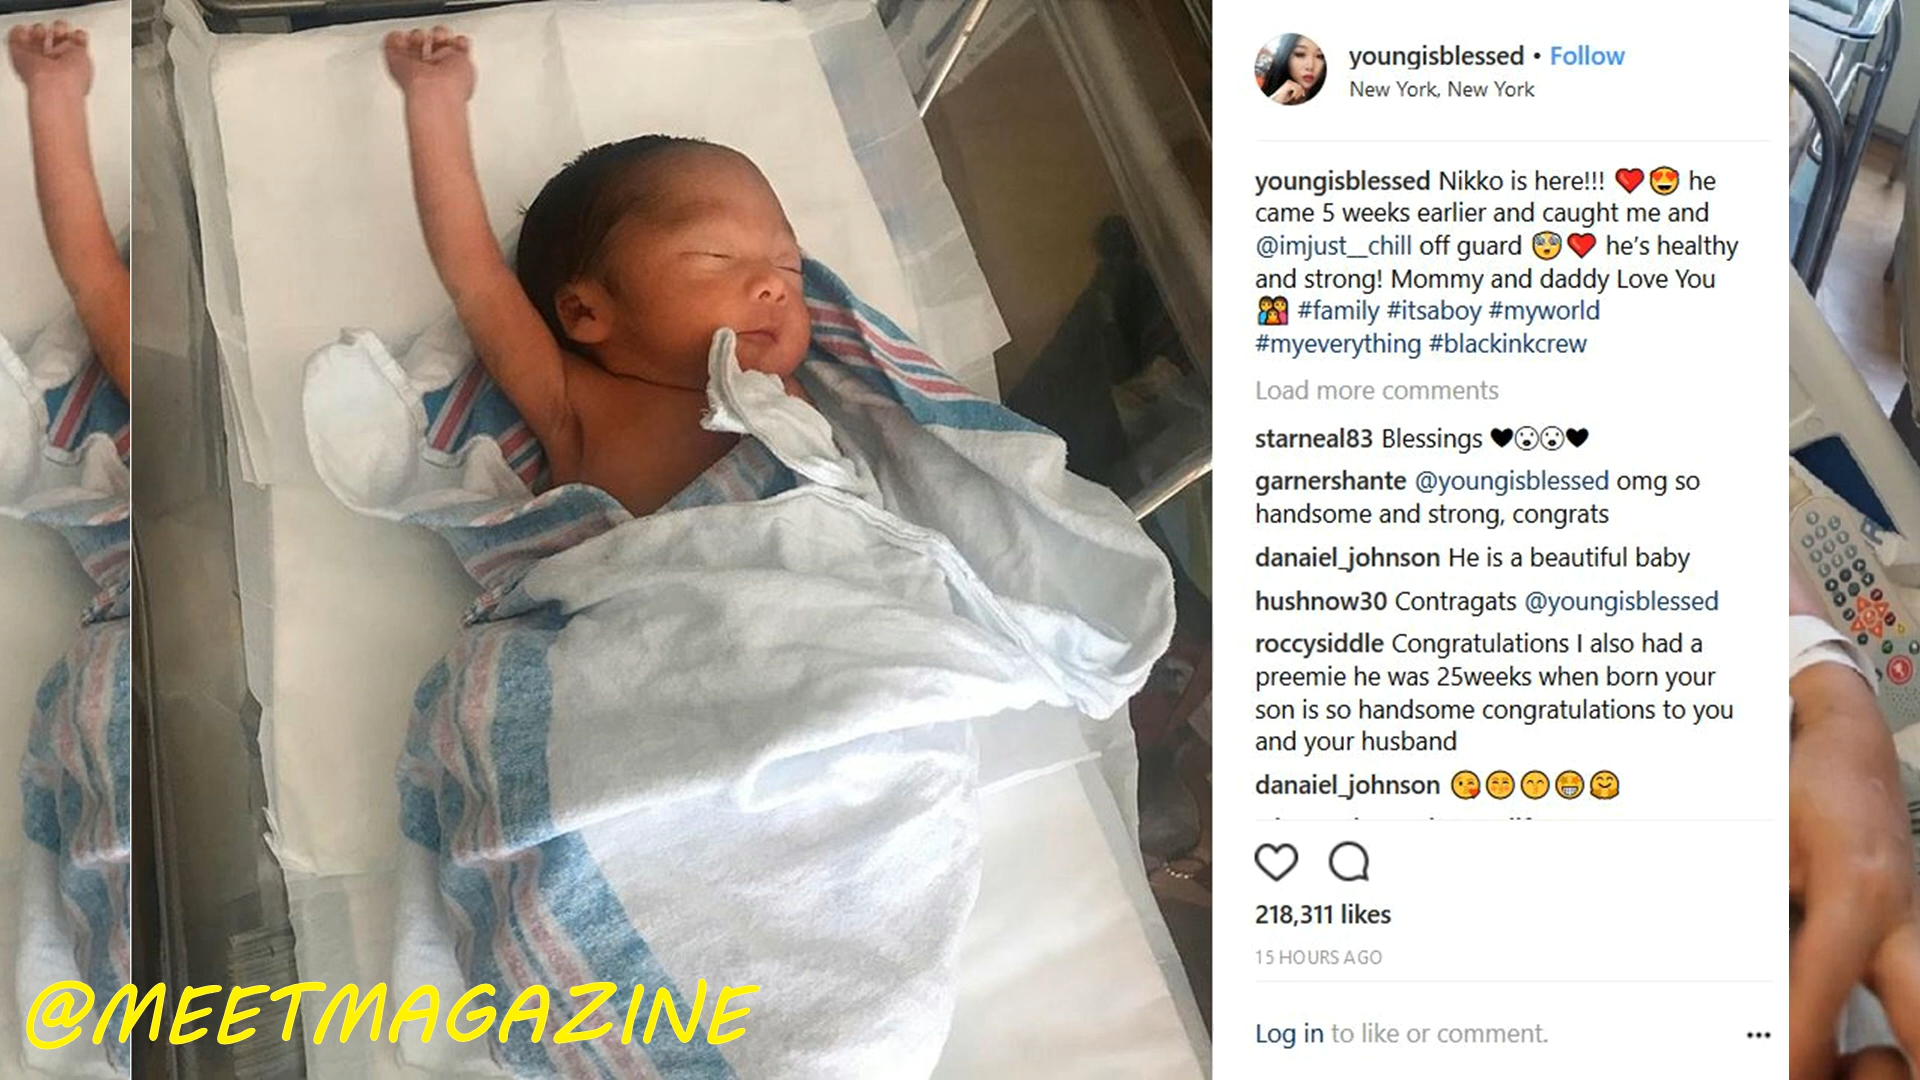 youngisblessed • Follow
New York, New York
youngisblessed Nikko is here!!! ❤️😍 he
came 5 weeks earlier and caught me and
@imjust__chill off guard 😳❤️ he's healthy
and strong! Mommy and daddy Love You
👨‍👩‍👦 #family #itsaboy #myworld
#myeverything #blackinkcrew
Load more comments
starneal83 Blessings 🖤😮😮🖤
garnershante @youngisblessed omg so
handsome and strong, congrats
danaiel_johnson He is a beautiful baby
hushnow30 Contragats @youngisblessed
roccysiddle Congratulations I also had a
preemie he was 25weeks when born your
son is so handsome congratulations to you
and your husband
danaiel_johnson 😘😊😙🤩🤗
218,311 likes
15 HOURS AGO
Log in to like or comment.
•••
@MEETMAGAZINE